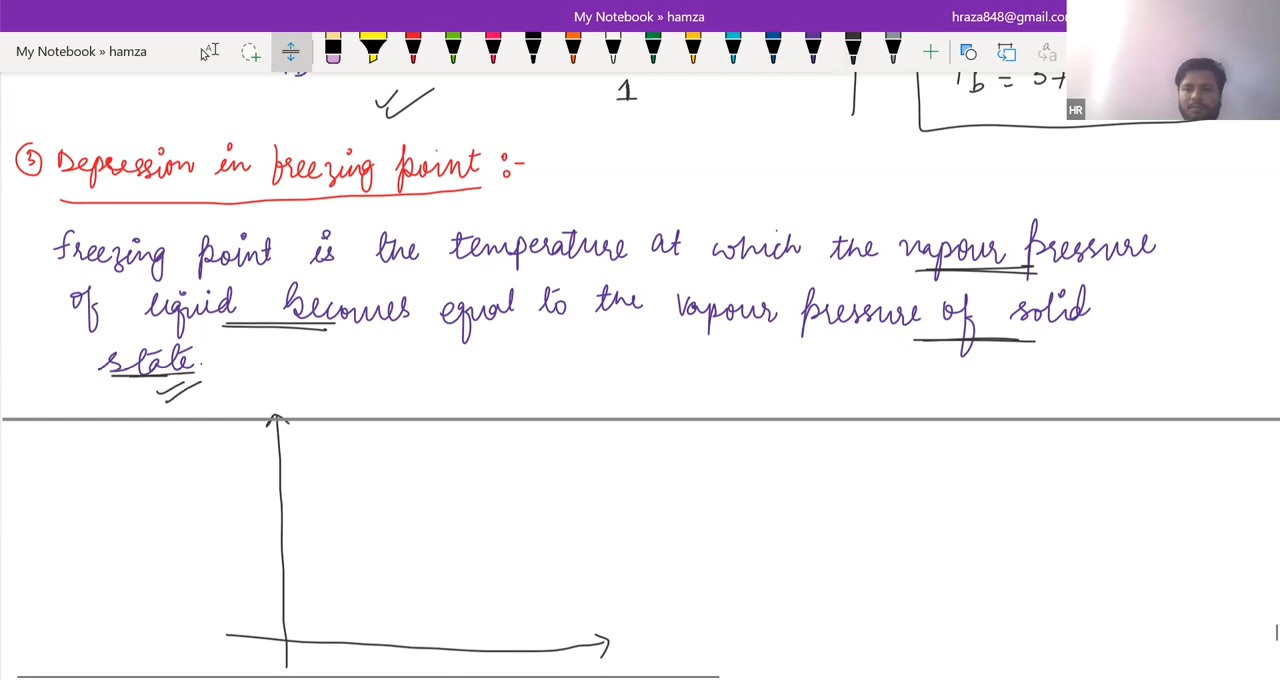 My Notebook » hamza
hraza848@gmail.co
My Notebook » hamza
1
HR
③ Depression in freezing point :-
freezing point is the temperature at which the vapour pressure
of liquid becomes equal to the vapour pressure of solid
state.